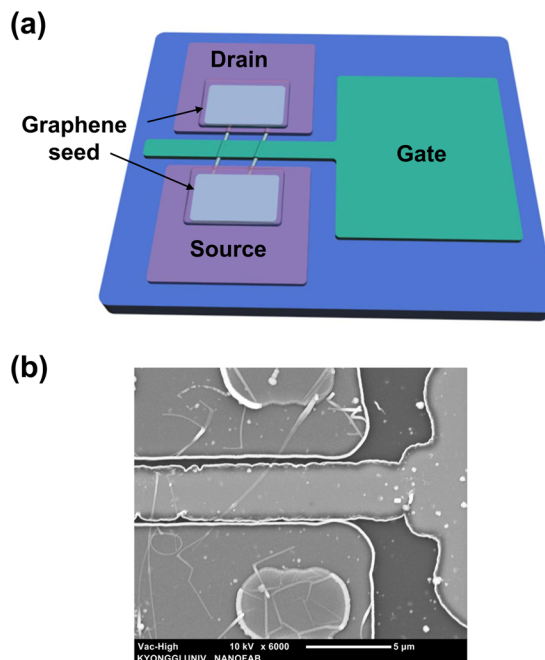 (a)
Drain
Graphene
seed
Gate
Source
(b)
Vac-High 10 kV x 6000 5 μm
KYONGGI UNIV. NANOFAB